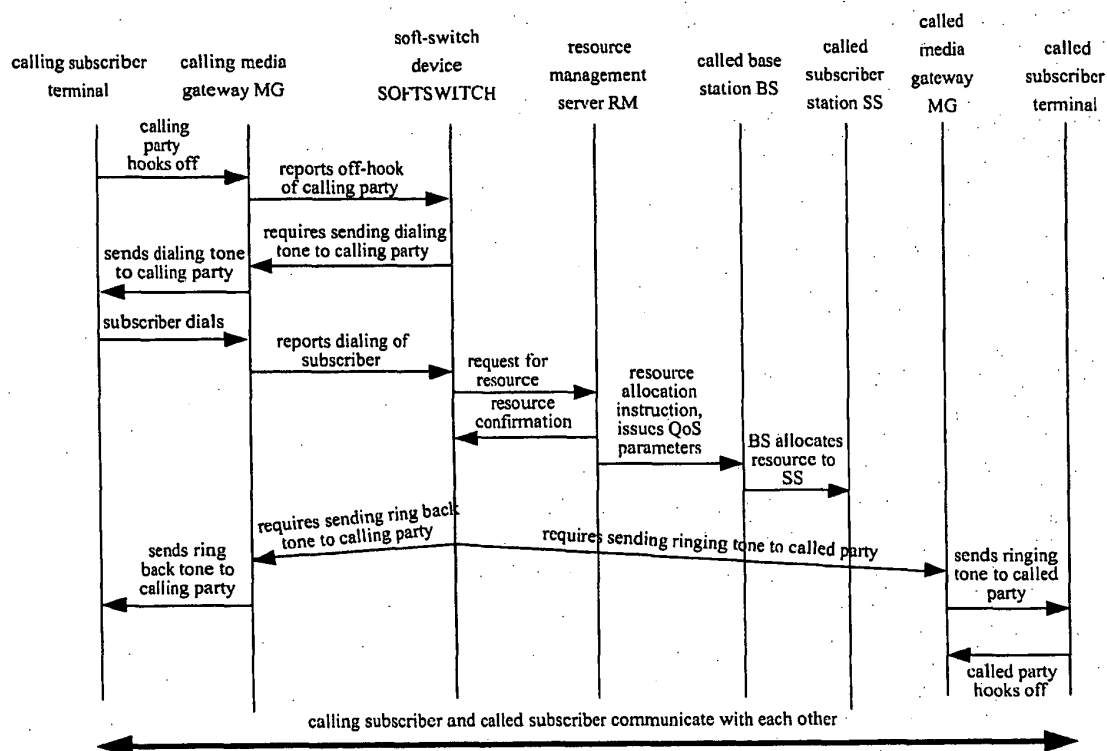 calling subscriber
terminal
calling media
gateway MG
soft-switch
device
SOFTSWITCH
resource
management
server RM
called base
station BS
called
subscriber
station SS
called
media
gateway
MG
called
subscriber
terminal
calling
party
hooks off
reports off-hook
of calling party
requires sending dialing
tone to calling party
sends dialing tone
to calling party
subscriber dials
reports dialing of
subscriber
request for
resource
resource
confirmation
resource
allocation
instruction,
issues QoS
parameters
BS allocates
resource to
SS
requires sending ring back
tone to calling party
requires sending ringing tone to called party
sends ring
back tone to
calling party
sends ringing
tone to called
party
called party
hooks off
calling subscriber and called subscriber communicate with each other